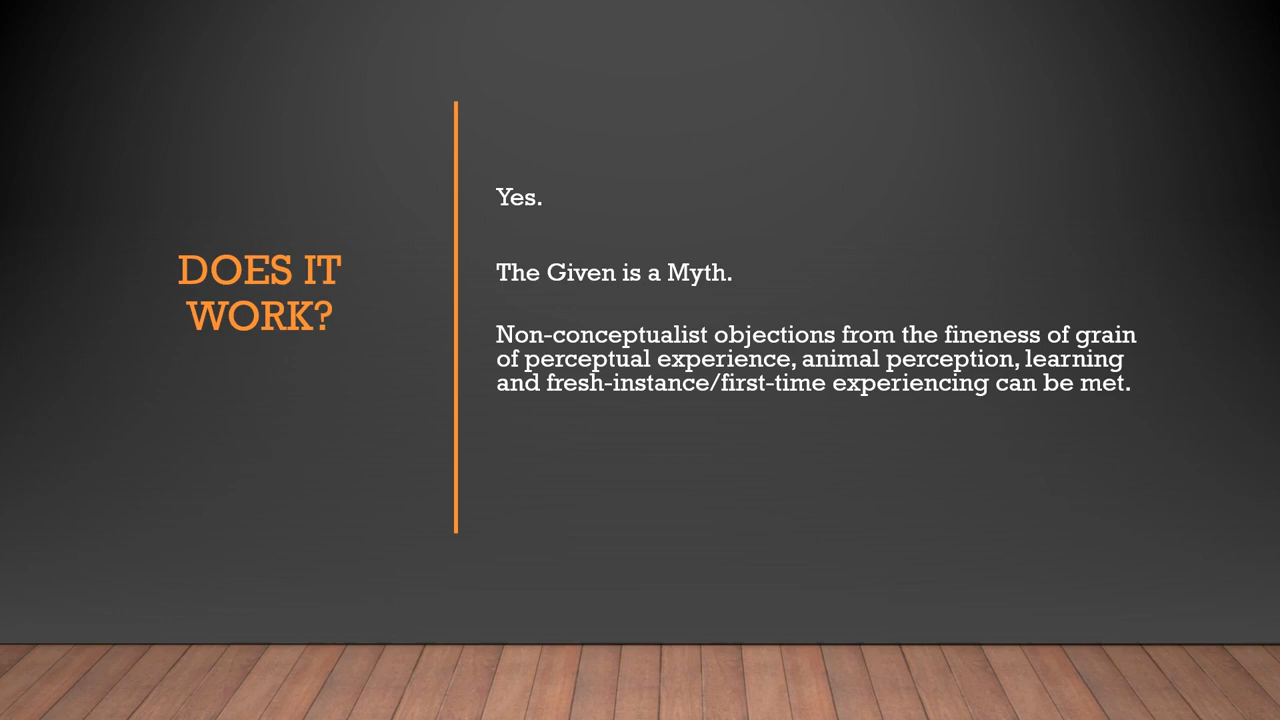 DOES IT
WORK?
Yes.
The Given is a Myth.
Non-conceptualist objections from the fineness of grain
of perceptual experience, animal perception, learning
and fresh-instance/first-time experiencing can be met.